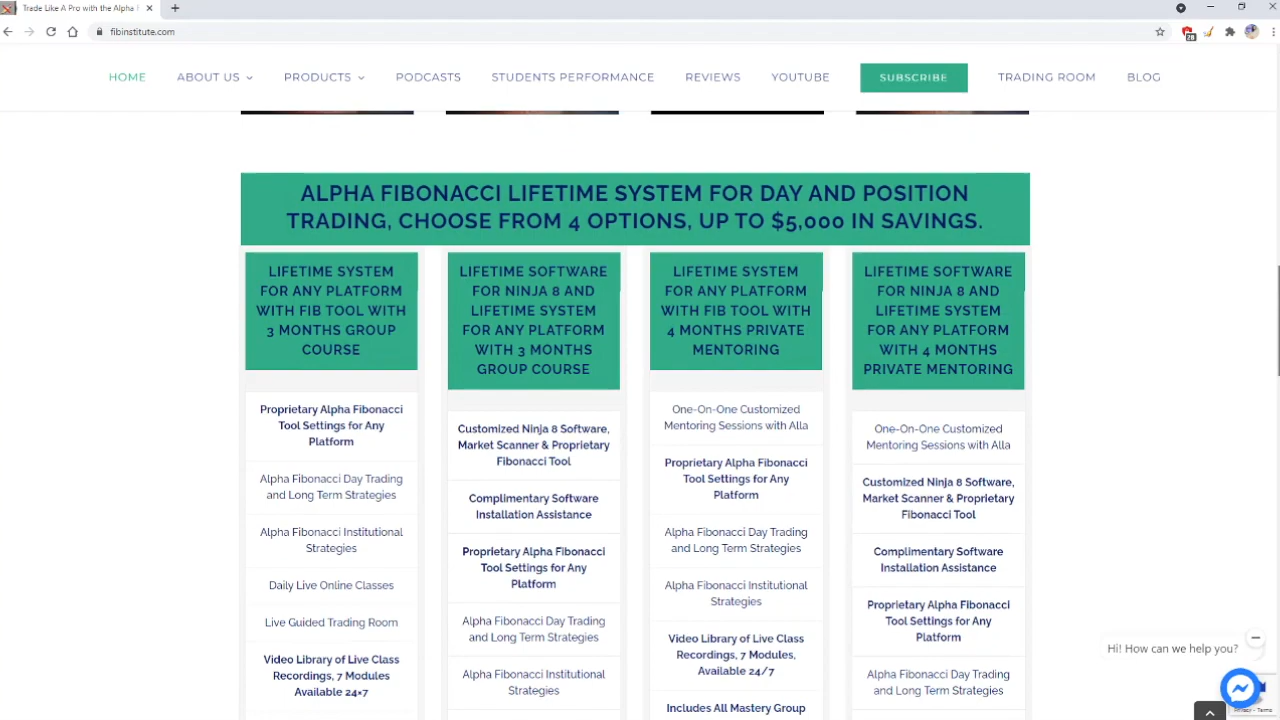 Trade Like A Pro with the Alpha
fibinstitute.com
28
HOME ABOUT US PRODUCTS PODCASTS STUDENTS PERFORMANCE REVIEWS YOUTUBE SUBSCRIBE TRADING ROOM BLOG
ALPHA FIBONACCI LIFETIME SYSTEM FOR DAY AND POSITION
TRADING, CHOOSE FROM 4 OPTIONS, UP TO $5,000 IN SAVINGS.
LIFETIME SYSTEM
FOR ANY PLATFORM
WITH FIB TOOL WITH
3 MONTHS GROUP
COURSE
Proprietary Alpha Fibonacci
Tool Settings for Any
Platform
Alpha Fibonacci Day Trading
and Long Term Strategies
Alpha Fibonacci Institutional
Strategies
Daily Live Online Classes
Live Guided Trading Room
Video Library of Live Class
Recordings, 7 Modules
Available 24×7
LIFETIME SOFTWARE
FOR NINJA 8 AND
LIFETIME SYSTEM
FOR ANY PLATFORM
WITH 3 MONTHS
GROUP COURSE
Customized Ninja 8 Software,
Market Scanner & Proprietary
Fibonacci Tool
Complimentary Software
Installation Assistance
Proprietary Alpha Fibonacci
Tool Settings for Any
Platform
Alpha Fibonacci Day Trading
and Long Term Strategies
Alpha Fibonacci Institutional
Strategies
LIFETIME SYSTEM
FOR ANY PLATFORM
WITH FIB TOOL WITH
4 MONTHS PRIVATE
MENTORING
One-On-One Customized
Mentoring Sessions with Alla
Proprietary Alpha Fibonacci
Tool Settings for Any
Platform
Alpha Fibonacci Day Trading
and Long Term Strategies
Alpha Fibonacci Institutional
Strategies
Video Library of Live Class
Recordings, 7 Modules,
Available 24/7
Includes All Mastery Group
LIFETIME SOFTWARE
FOR NINJA 8 AND
LIFETIME SYSTEM
FOR ANY PLATFORM
WITH 4 MONTHS
PRIVATE MENTORING
One-On-One Customized
Mentoring Sessions with Alla
Customized Ninja 8 Software,
Market Scanner & Proprietary
Fibonacci Tool
Complimentary Software
Installation Assistance
Proprietary Alpha Fibonacci
Tool Settings for Any
Platform
Alpha Fibonacci Day Trading
and Long Term Strategies
Hi! How can we help you?
Privacy - Terms